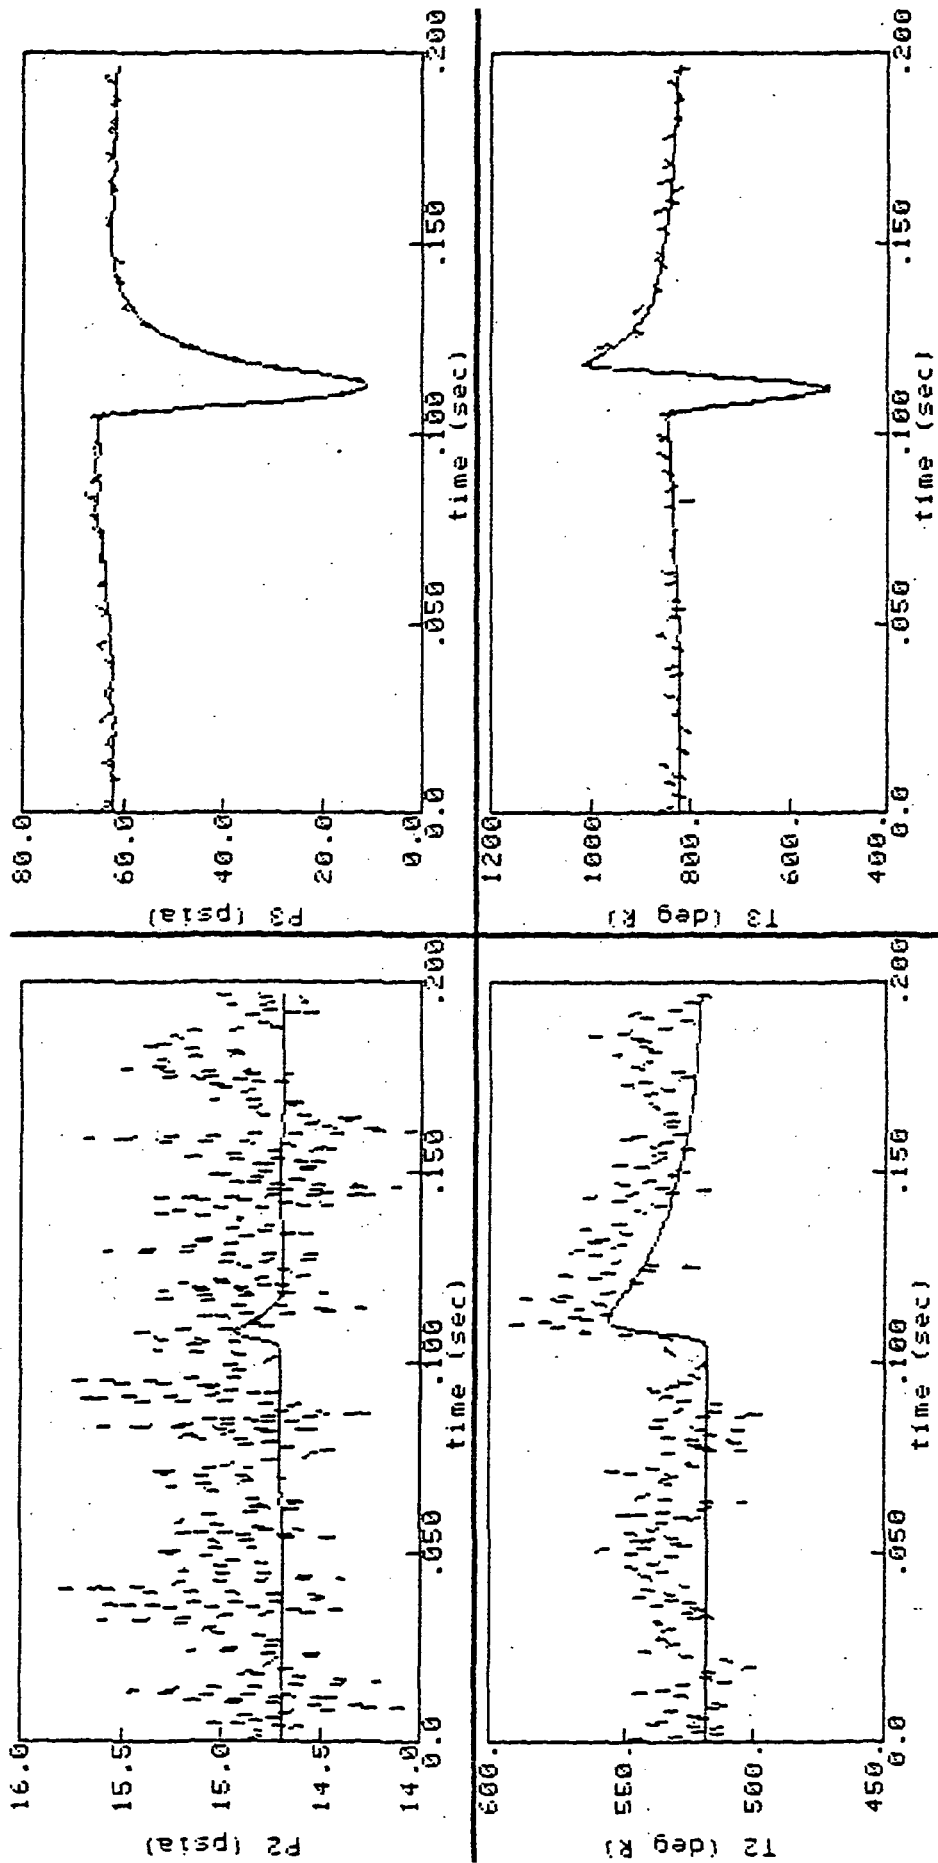 16.0
15.5
15.0
14.5
14.0
P2 (psia)
0.0 .050 .100 .150 .200
time (sec)
80.0
60.0
40.0
20.0
0.0
P3 (psia)
0.0 .050 .100 .150 .200
time (sec)
600.
550.
500.
450.
T2 (deg R)
0.0 .050 .100 .150 .200
time (sec)
1200
1000
800.
600.
400.
T3 (deg R)
0.0 .050 .100 .150 .200
time (sec)